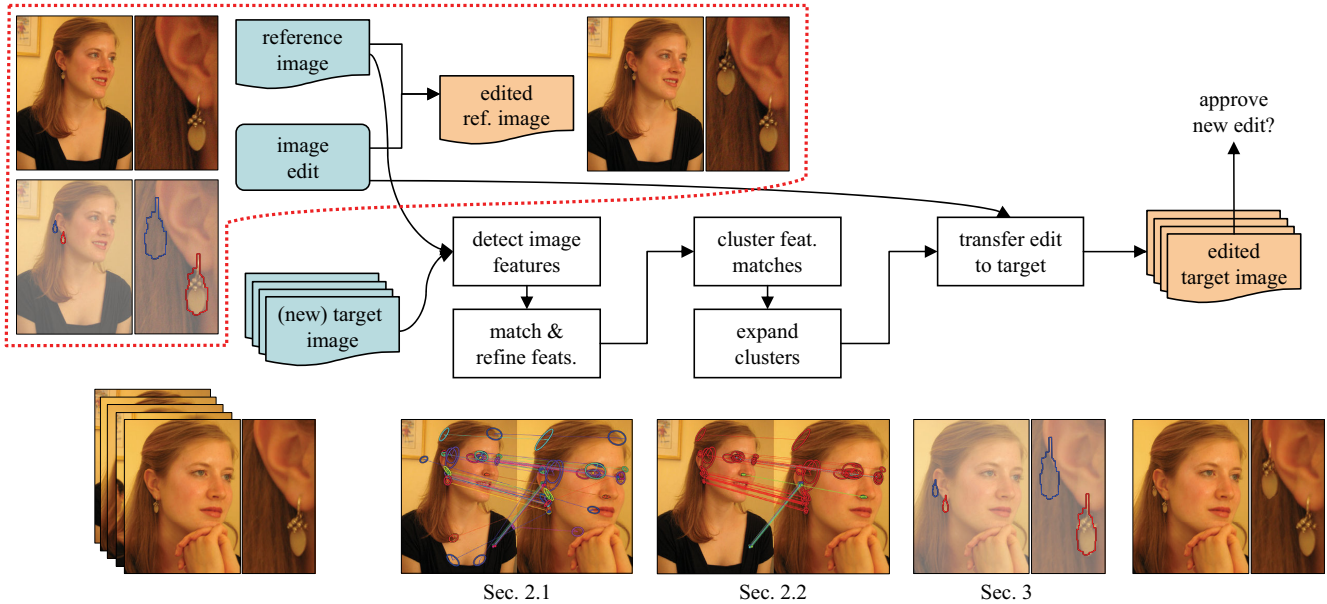 reference
image
edited
ref. image
image
edit
approve
new edit?
detect image
features
cluster feat.
matches
transfer edit
to target
edited
target image
(new) target
image
match &
refine feats.
expand
clusters
Sec. 2.1
Sec. 2.2
Sec. 3